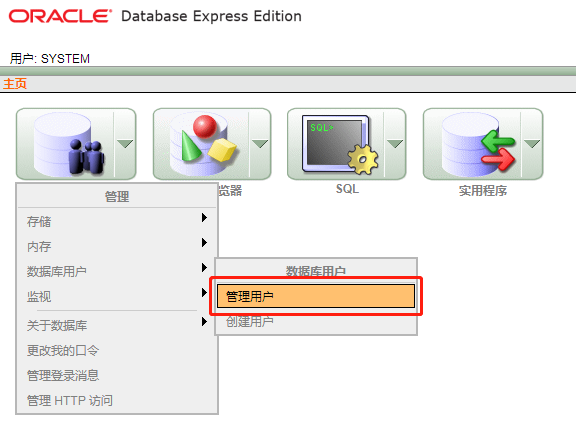 ORACLE® Database Express Edition
用户: SYSTEM
主页
SQL>
览器
SQL
实用程序
管理
存储
内存
数据库用户
监视
关于数据库
更改我的口令
管理登录消息
管理 HTTP 访问
数据库用户
管理用户
创建用户